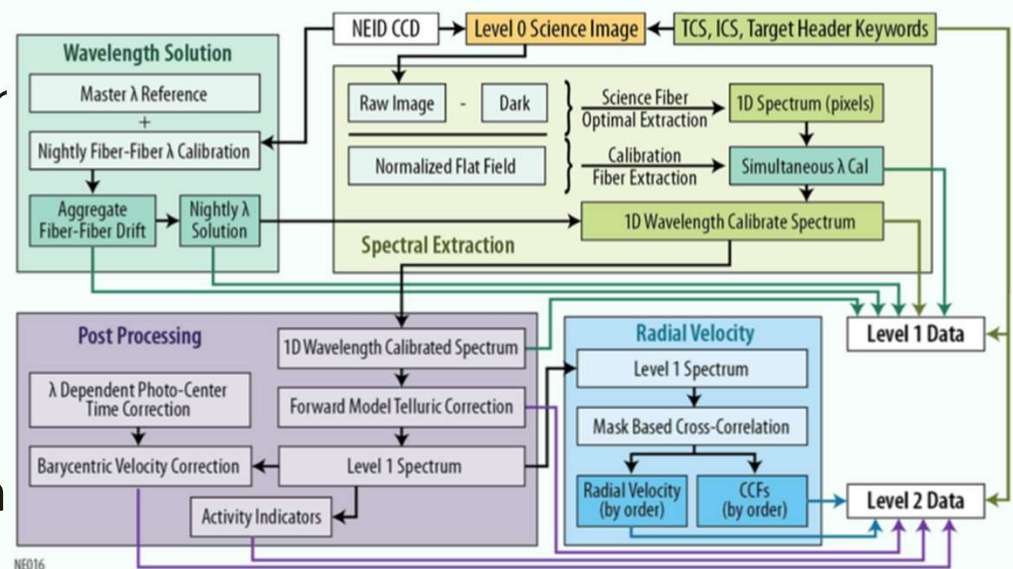 NEID CCD
Level 0 Science Image
TCS, ICS, Target Header Keywords
Wavelength Solution
Master λ Reference
+
Nightly Fiber-Fiber λ Calibration
Aggregate
Fiber-Fiber Drift
Nightly λ
Solution
Raw Image
-
Dark
Normalized Flat Field
Science Fiber
Optimal Extraction
Calibration
Fiber Extraction
1D Spectrum (pixels)
Simultaneous λ Cal
1D Wavelength Calibrate Spectrum
Spectral Extraction
Post Processing
1D Wavelength Calibrated Spectrum
λ Dependent Photo-Center
Time Correction
Forward Model Telluric Correction
Barycentric Velocity Correction
Level 1 Spectrum
Activity Indicators
Radial Velocity
Level 1 Spectrum
Mask Based Cross-Correlation
Radial Velocity
(by order)
CCFs
(by order)
Level 1 Data
Level 2 Data
NE016